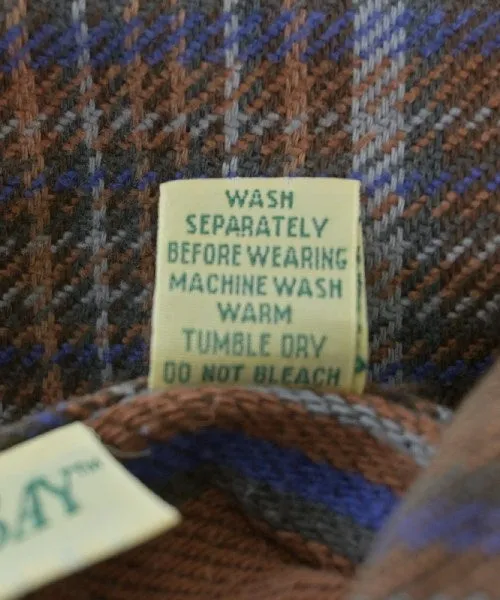 WASH
SEPARATELY
BEFORE WEARING
MACHINE WASH
WARM
TUMBLE DRY
DO NOT BLEACH